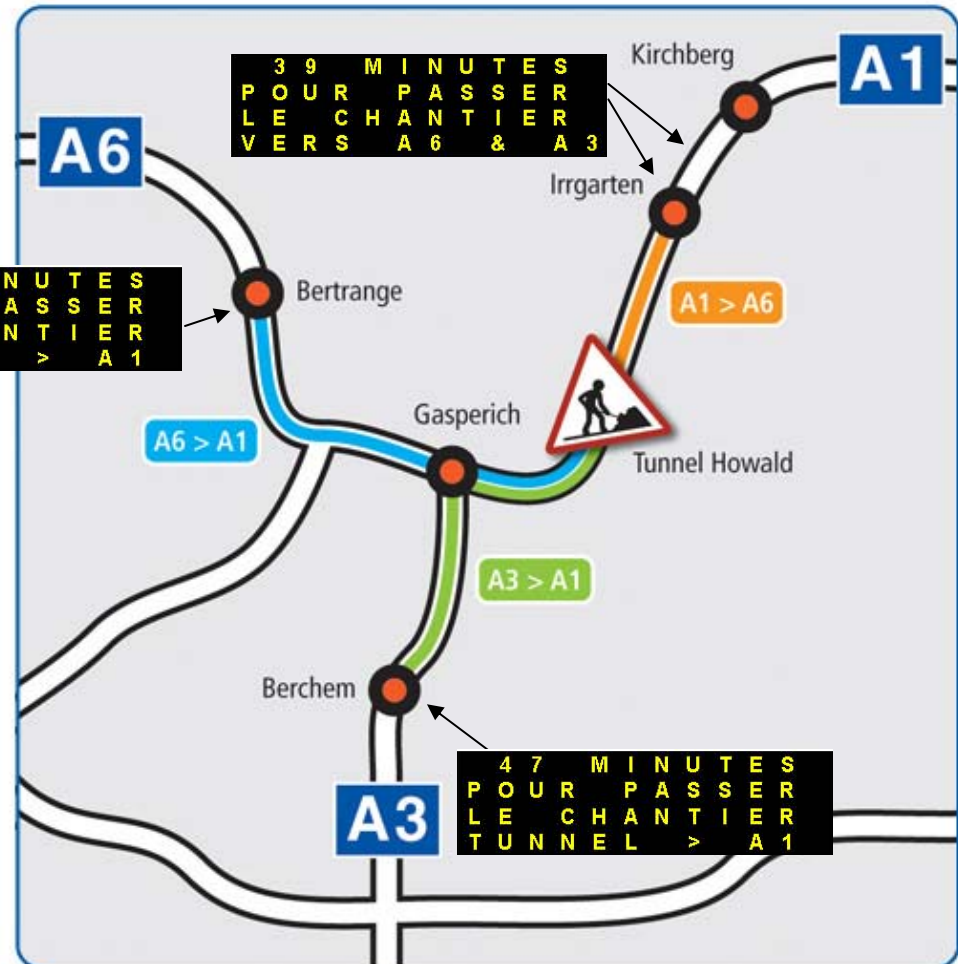 Kirchberg
A1
39 MINUTES
POUR PASSER
LE CHANTIER
VERS A6 & A3
A6
Irrgarten
NUTES
ASSER
NTIER
> A1
Bertrange
A1 > A6
Gasperich
A6 > A1
Tunnel Howald
A3 > A1
Berchem
47 MINUTES
POUR PASSER
LE CHANTIER
TUNNEL > A1
A3